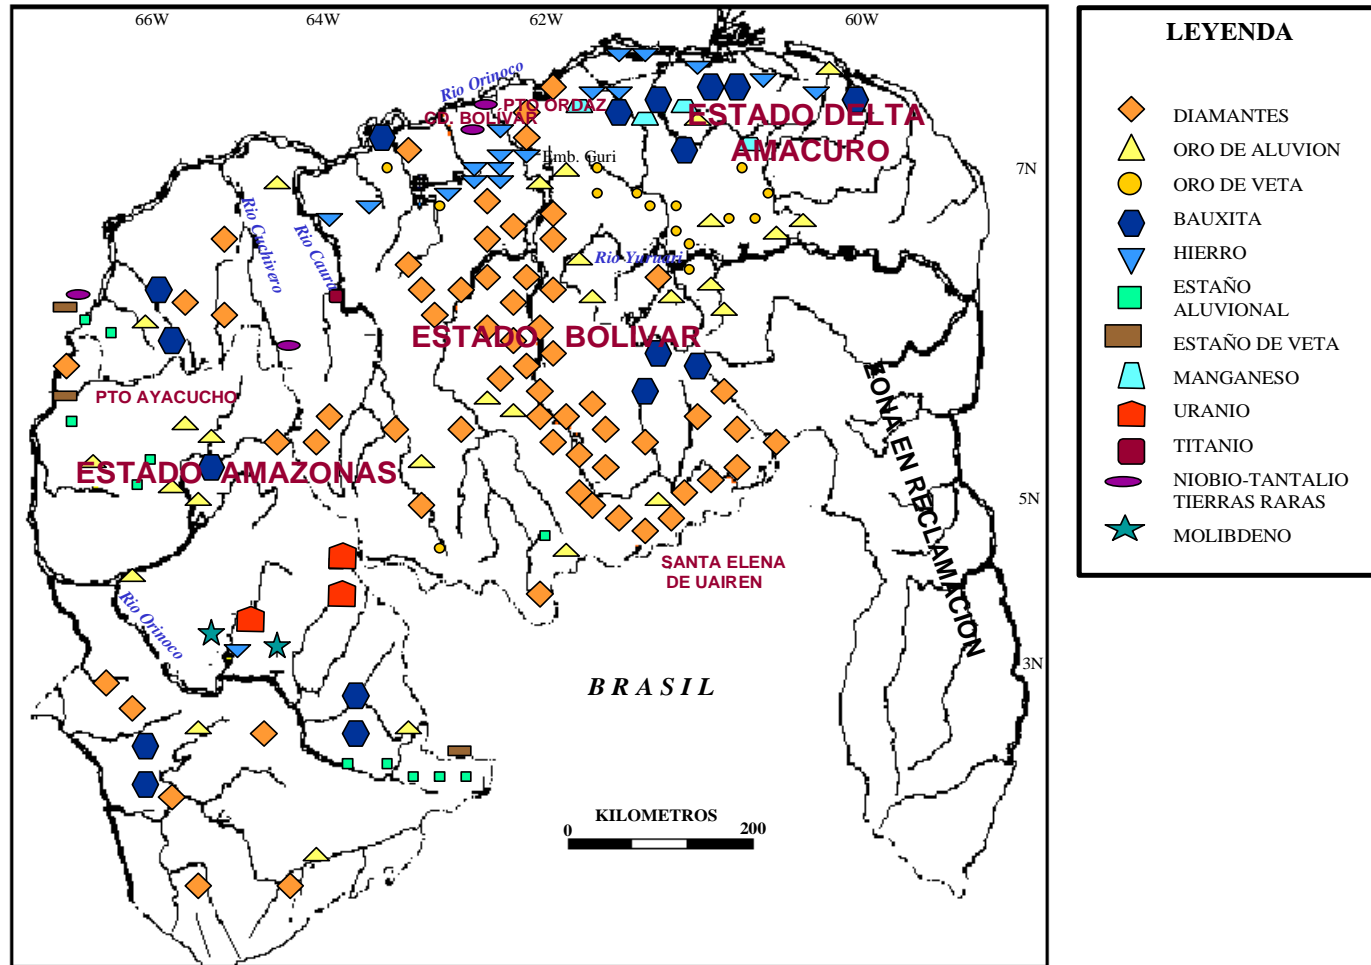 66W 64W 62W 60W
Rio Orinoco
PTO ORDAZ
CD. BOLIVAR
ESTADO DELTA
AMACURO
Emb. Guri
7N
Rio Cuchivero
Rio Caura
Rio Yuruari
ESTADO BOLIVAR
PTO AYACUCHO
ZONA EN RECLAMACION
ESTADO AMAZONAS
5N
SANTA ELENA
DE UAIREN
Rio Orinoco
3N
BRASIL
KILOMETROS
0 200
LEYENDA
DIAMANTES
ORO DE ALUVION
ORO DE VETA
BAUXITA
HIERRO
ESTAÑO
ALUVIONAL
ESTAÑO DE VETA
MANGANESO
URANIO
TITANIO
NIOBIO-TANTALIO
TIERRAS RARAS
MOLIBDENO